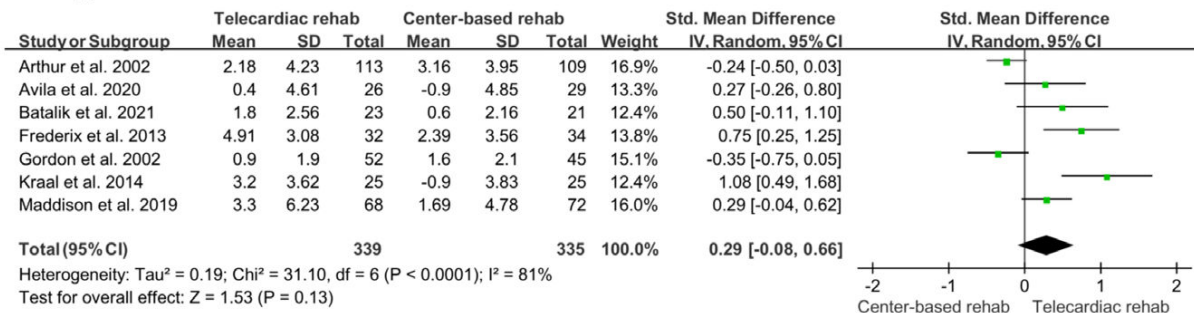 Telecardiac rehab Center-based rehab Std. Mean Difference Std. Mean Difference
Study or Subgroup Mean SD Total Mean SD Total Weight IV, Random, 95% CI IV, Random, 95% CI
Arthur et al. 2002 2.18 4.23 113 3.16 3.95 109 16.9% -0.24 [-0.50, 0.03]
Avila et al. 2020 0.4 4.61 26 -0.9 4.85 29 13.3% 0.27 [-0.26, 0.80]
Batalik et al. 2021 1.8 2.56 23 0.6 2.16 21 12.4% 0.50 [-0.11, 1.10]
Frederix et al. 2013 4.91 3.08 32 2.39 3.56 34 13.8% 0.75 [0.25, 1.25]
Gordon et al. 2002 0.9 1.9 52 1.6 2.1 45 15.1% -0.35 [-0.75, 0.05]
Kraal et al. 2014 3.2 3.62 25 -0.9 3.83 25 12.4% 1.08 [0.49, 1.68]
Maddison et al. 2019 3.3 6.23 68 1.69 4.78 72 16.0% 0.29 [-0.04, 0.62]
Total (95% CI) 339 335 100.0% 0.29 [-0.08, 0.66]
Heterogeneity: Tau² = 0.19; Chi² = 31.10, df = 6 (P < 0.0001); I² = 81%
Test for overall effect: Z = 1.53 (P = 0.13)
-2 -1 0 1 2
Center-based rehab Telecardiac rehab